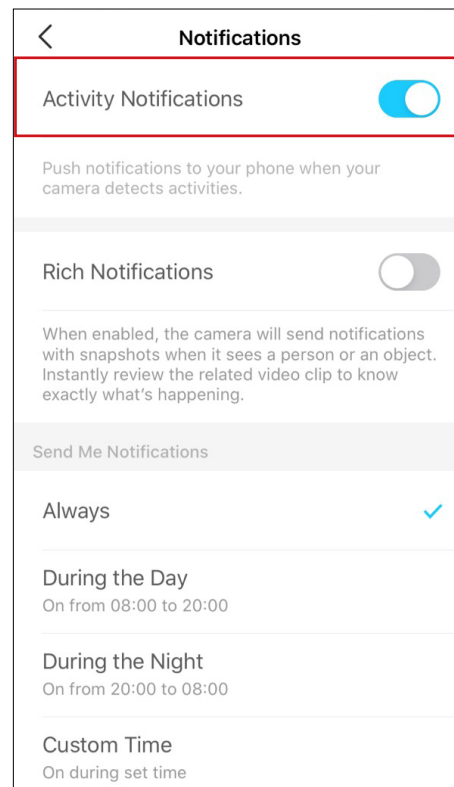 Notifications
Activity Notifications
Push notifications to your phone when your
camera detects activities.
Rich Notifications
When enabled, the camera will send notifications
with snapshots when it sees a person or an object.
Instantly review the related video clip to know
exactly what's happening.
Send Me Notifications
Always
During the Day
On from 08:00 to 20:00
During the Night
On from 20:00 to 08:00
Custom Time
On during set time